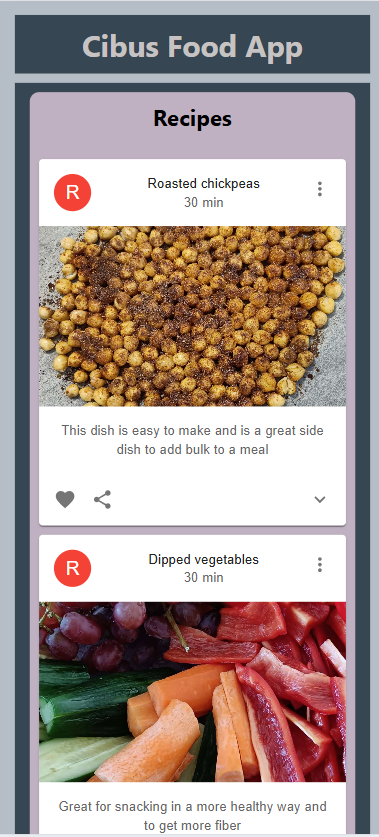 Cibus Food App
Recipes
R
Roasted chickpeas
30 min
This dish is easy to make and is a great side
dish to add bulk to a meal
R
Dipped vegetables
30 min
Great for snacking in a more healthy way and
to get more fiber